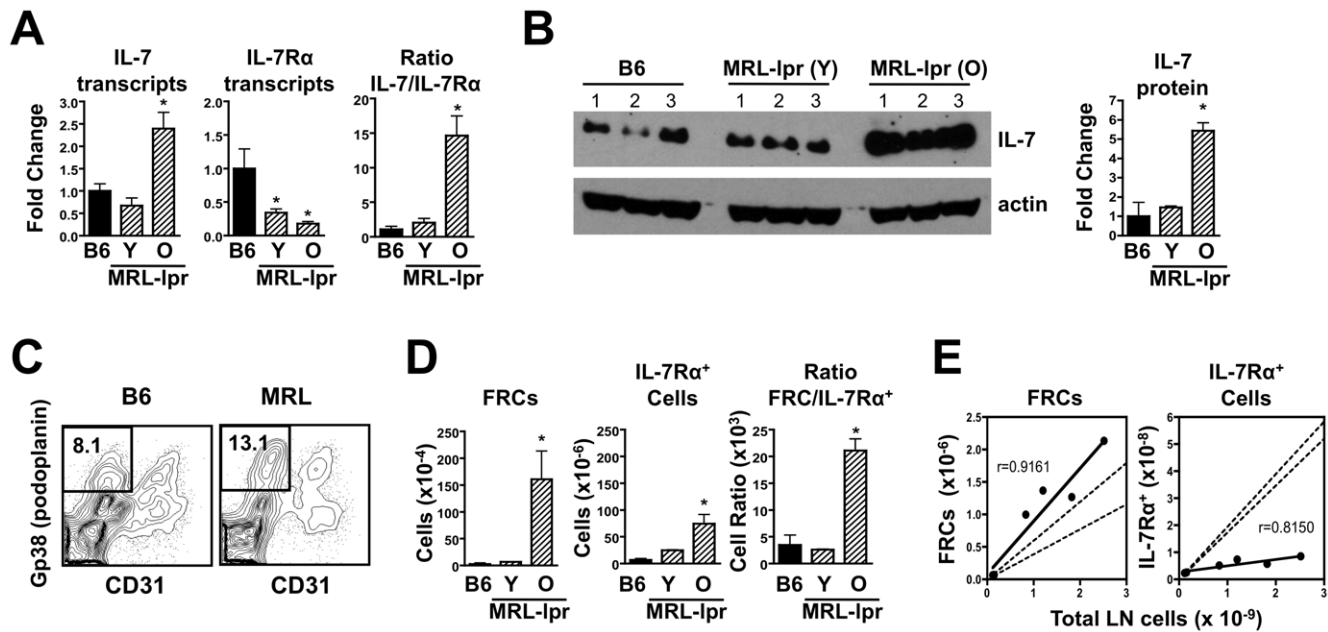 A
IL-7
transcripts
IL-7Rα
transcripts
Ratio
IL-7/IL-7Rα
Fold Change
3.0
2.5
2.0
1.5
1.0
0.5
0.0
*
2.0
1.5
1.0
0.5
0.0
* *
20
15
10
5
0
*
B6 Y O
MRL-lpr
B6 Y O
MRL-lpr
B6 Y O
MRL-lpr
B
B6 MRL-lpr (Y) MRL-lpr (O)
1 2 3 1 2 3 1 2 3
IL-7
actin
IL-7
protein
Fold Change
7
6
5
4
3
2
1
0
*
B6 Y O
MRL-lpr
C
B6 MRL
Gp38 (podoplanin)
8.1 13.1
CD31 CD31
D
FRCs
Cells (x10-4)
250
200
150
100
50
0
*
B6 Y O
MRL-lpr
IL-7Rα+
Cells
Cells (x10-6)
250
200
150
100
50
0
*
B6 Y O
MRL-lpr
Ratio
FRC/IL-7Rα+
Cell Ratio (x103)
25
20
15
10
5
0
*
B6 Y O
MRL-lpr
E
FRCs
FRCs (x10-6)
2.5
2.0
1.5
1.0
0.5
0.0
r=0.9161
0 1 2 3
IL-7Rα+
Cells
IL-7Rα+ (x10-8)
6
5
4
3
2
1
0
r=0.8150
0 1 2 3
Total LN cells (x 10-9)